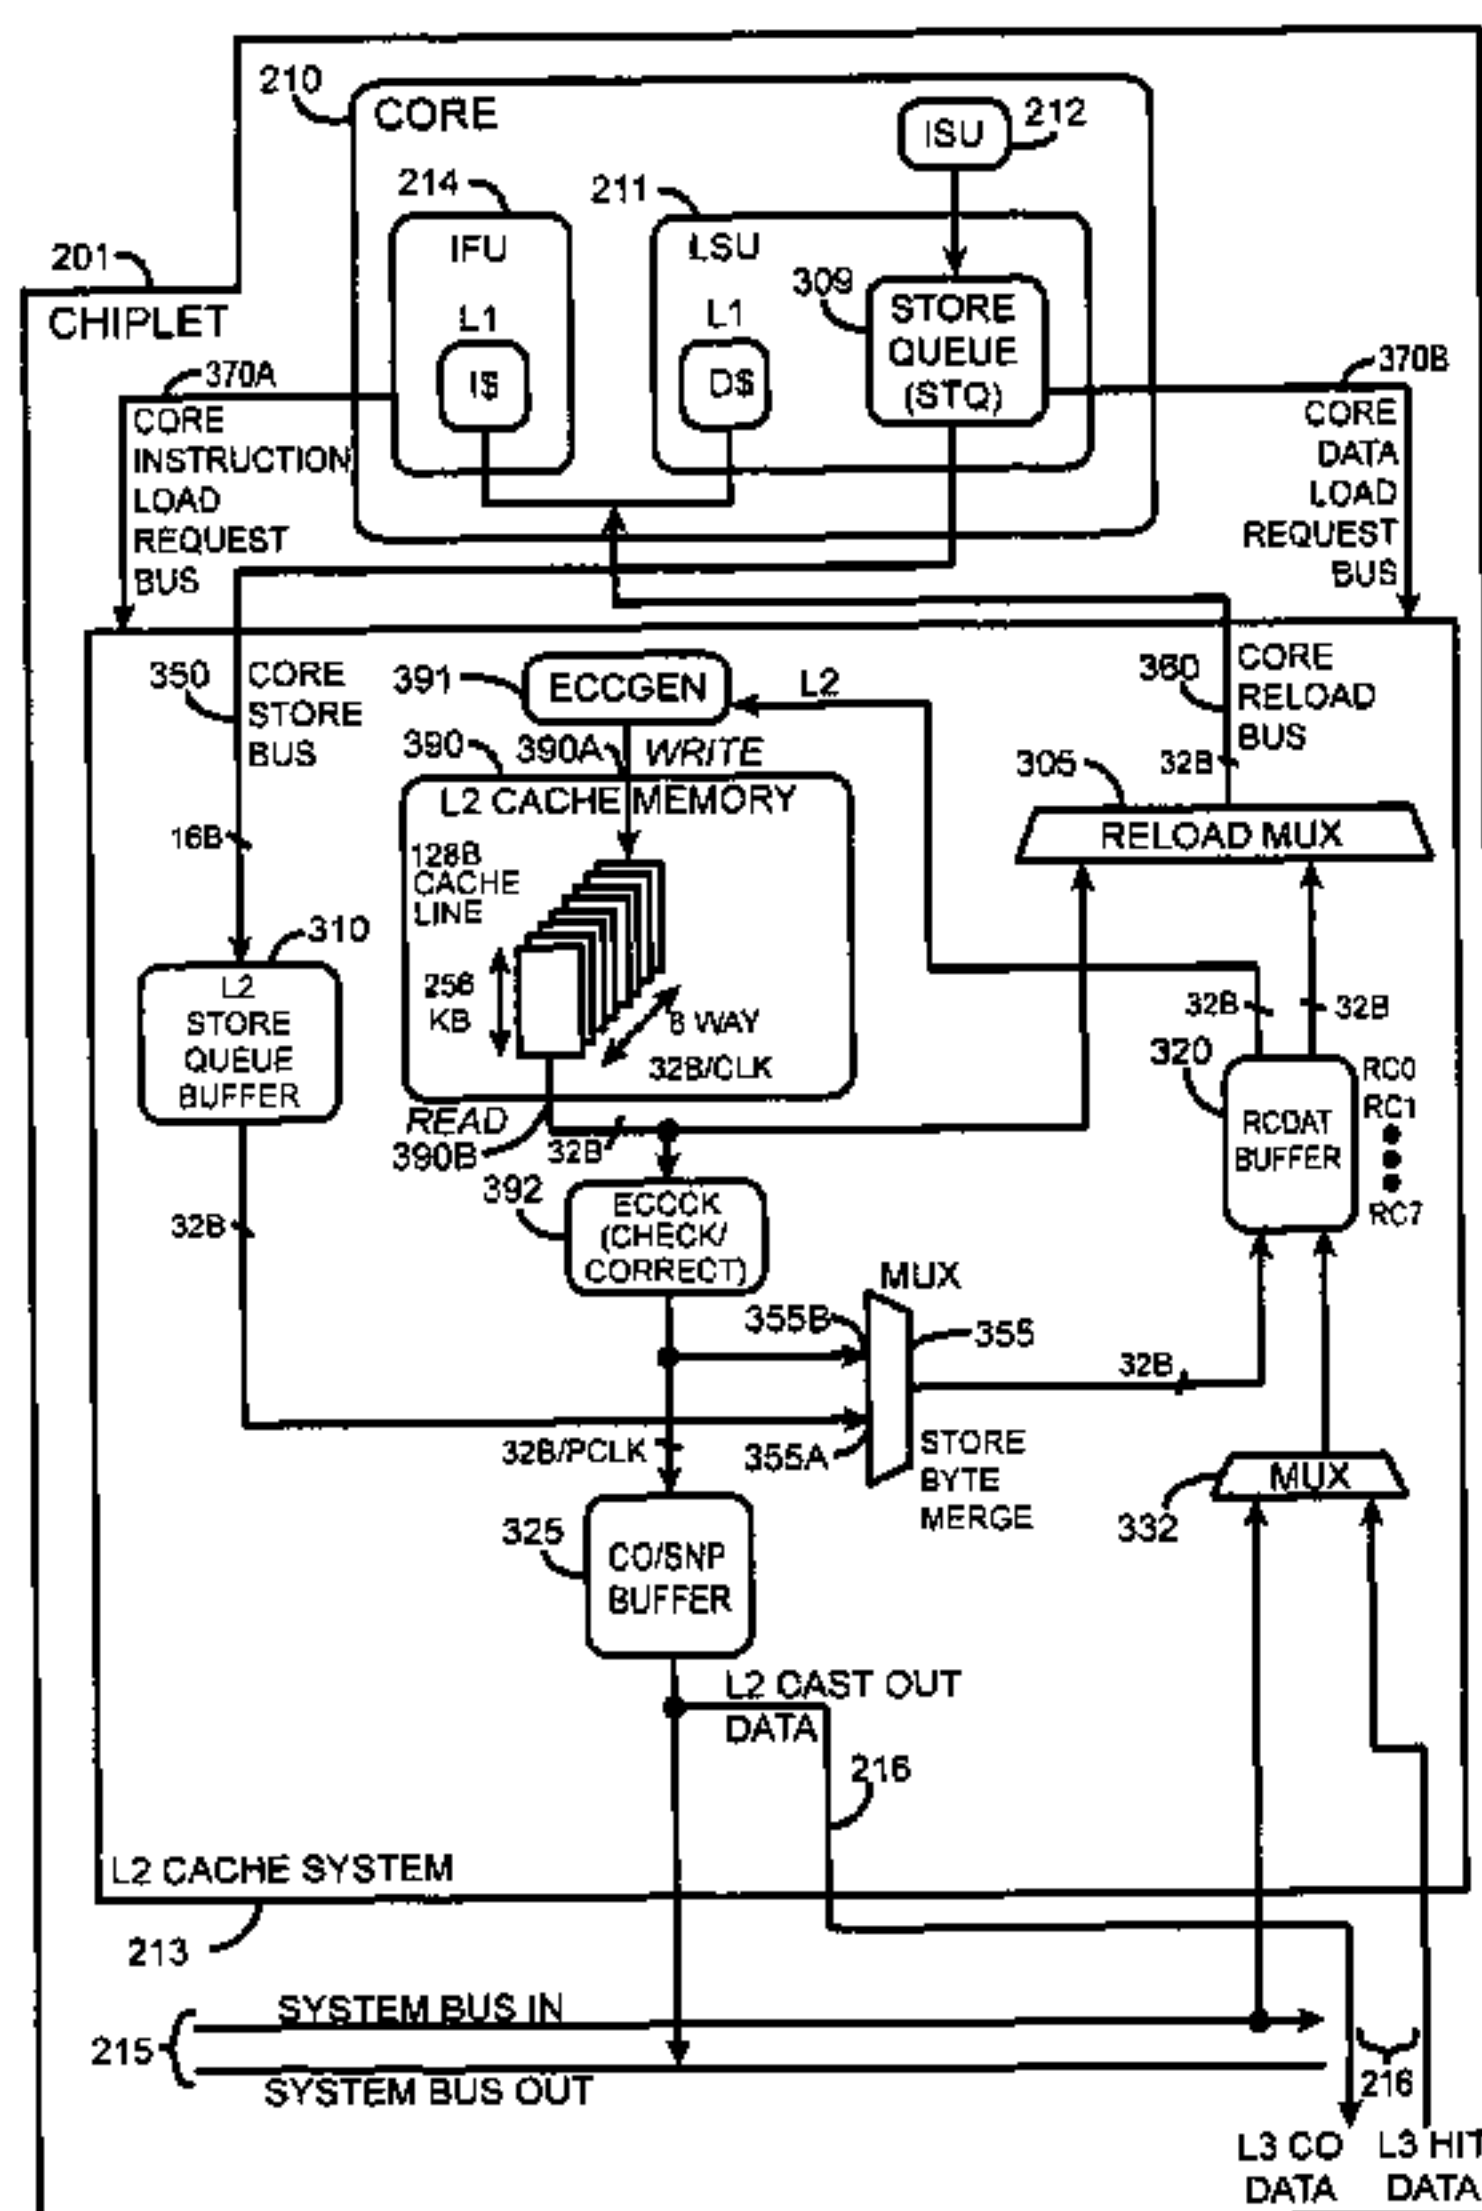 210
CORE
ISU
212
214
211
IFU
LSU
201
CHIPLET
309
STORE
QUEUE
(STQ)
L1
I$
L1
D$
370A
370B
CORE
INSTRUCTION
LOAD
REQUEST
BUS
CORE
DATA
LOAD
REQUEST
BUS
350
CORE
STORE
BUS
391
ECCGEN
L2
360
CORE
RELOAD
BUS
390
390A
WRITE
32B
305
L2 CACHE MEMORY
RELOAD MUX
16B
128B
CACHE
LINE
310
L2
STORE
QUEUE
BUFFER
256
KB
8 WAY
32B/CLK
32B
32B
320
RCDAT
BUFFER
RC0
RC1
RC7
READ
390B
32B
392
ECCCK
(CHECK/
CORRECT)
32B
MUX
355B
355
32B
32B/PCLK
355A
STORE
BYTE
MERGE
MUX
332
325
CO/SNP
BUFFER
L2 CAST OUT
DATA
216
L2 CACHE SYSTEM
213
SYSTEM BUS IN
215
SYSTEM BUS OUT
216
L3 CO
DATA
L3 HIT
DATA